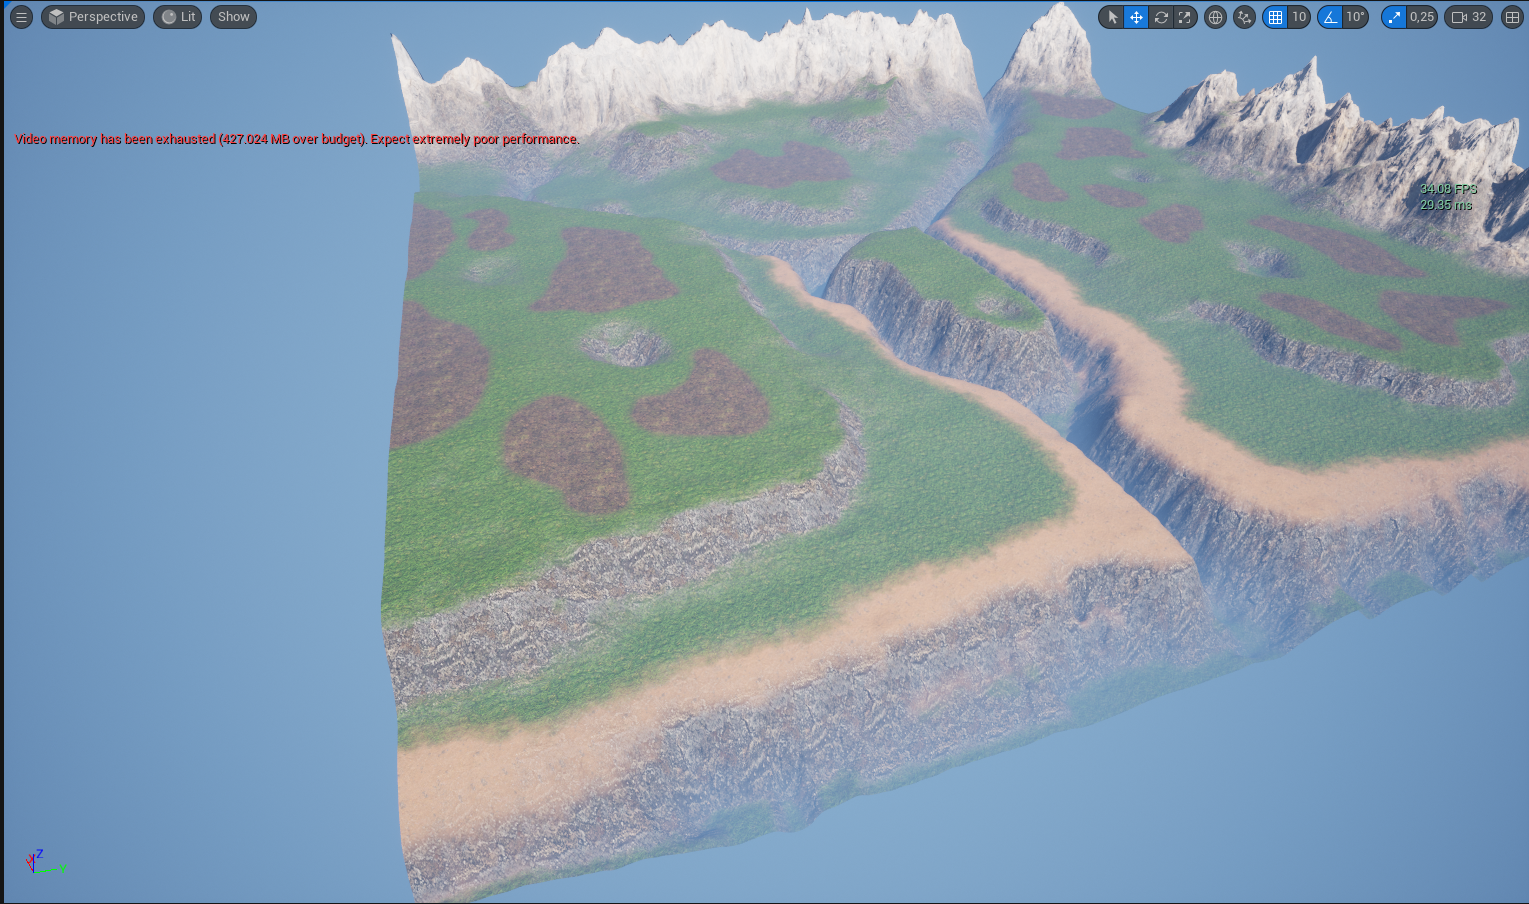 Perspective Lit Show 10 10° 0,25 32
Video memory has been exhausted (427.024 MB over budget). Expect extremely poor performance.
34.08 FPS
29.35 ms
Z
X
Y